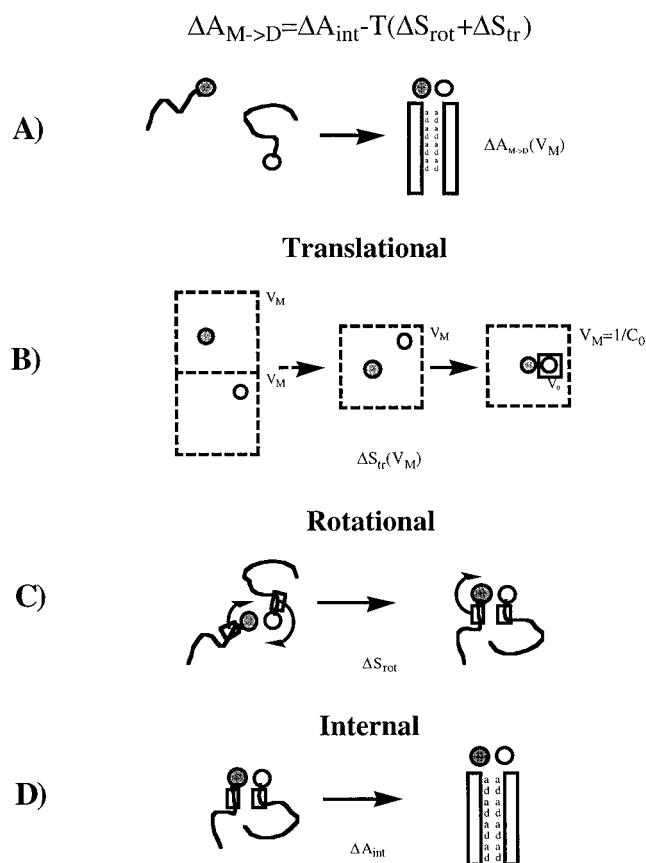 ΔA_M->D=ΔA_int-T(ΔS_rot+ΔS_tr)
A)
a a
d d
a a
d d
a a
d d
a a
d d
ΔA_M->D(V_M)
Translational
B)
V_M
V_M
V_M
V_M=1/C_0
V_o
ΔS_tr(V_M)
Rotational
C)
ΔS_rot
Internal
D)
a a
d d
a a
d d
a a
d d
a a
d d
ΔA_int